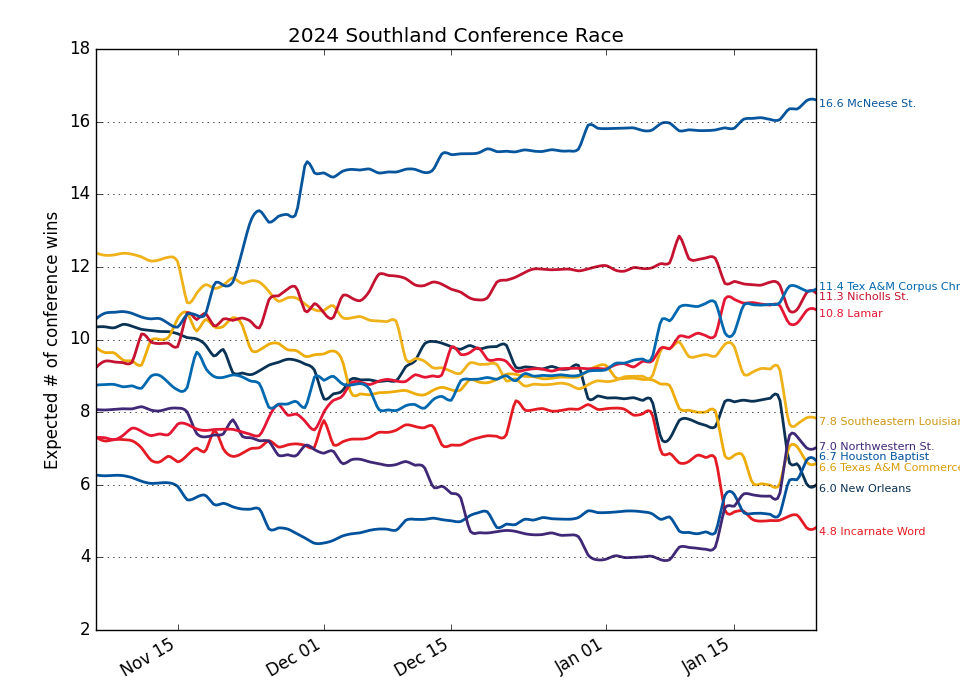 2024 Southland Conference Race
Expected # of conference wins
18
16
14
12
10
8
6
4
2
Nov 15
Dec 01
Dec 15
Jan 01
Jan 15
16.6 McNeese St.
11.4 Tex A&M Corpus Chr
11.3 Nicholls St.
10.8 Lamar
7.8 Southeastern Louisian
7.0 Northwestern St.
6.7 Houston Baptist
6.6 Texas A&M Commerce
6.0 New Orleans
4.8 Incarnate Word